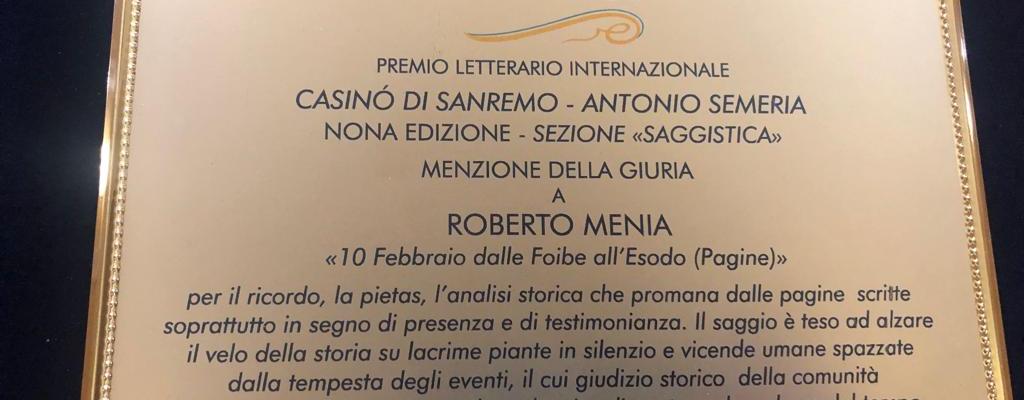 PREMIO LETTERARIO INTERNAZIONALE
CASINÓ DI SANREMO - ANTONIO SEMERIA
NONA EDIZIONE - SEZIONE «SAGGISTICA»
MENZIONE DELLA GIURIA
A
ROBERTO MENIA
«10 Febbraio dalle Foibe all'Esodo (Pagine)»
per il ricordo, la pietas, l'analisi storica che promana dalle pagine scritte
soprattutto in segno di presenza e di testimonianza. Il saggio è teso ad alzare
il velo della storia su lacrime piante in silenzio e vicende umane spazzate
dalla tempesta degli eventi, il cui giudizio storico della comunità